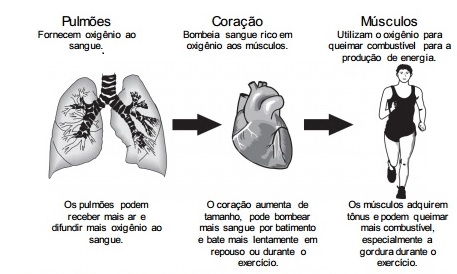 Pulmões
Fornecem oxigênio ao
sangue.
Coração
Bombeia sangue rico em
oxigênio aos músculos.
Músculos
Utilizam o oxigênio para
queimar combustível para a
produção de energia.
Os pulmões podem
receber mais ar e
difundir mais oxigênio ao
sangue.
O coração aumenta de
tamanho, pode bombear
mais sangue por batimento
e bate mais lentamente em
repouso ou durante o
exercício.
Os músculos adquirem
tônus e podem queimar
mais combustível,
especialmente a
gordura durante o
exercício.